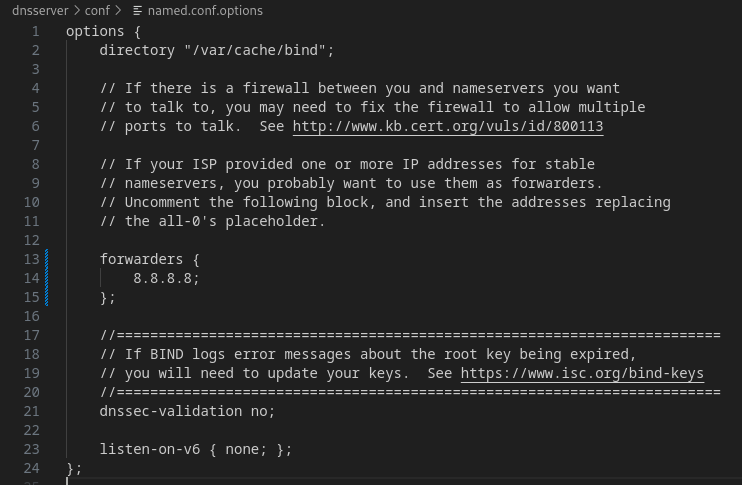 dnsserver > conf > named.conf.options
1 options {
2     directory "/var/cache/bind";
3
4     // If there is a firewall between you and nameservers you want
5     // to talk to, you may need to fix the firewall to allow multiple
6     // ports to talk.  See http://www.kb.cert.org/vuls/id/800113
7
8     // If your ISP provided one or more IP addresses for stable
9     // nameservers, you probably want to use them as forwarders.
10     // Uncomment the following block, and insert the addresses replacing
11     // the all-0's placeholder.
12
13     forwarders {
14         8.8.8.8;
15     };
16
17     //========================================================================
18     // If BIND logs error messages about the root key being expired,
19     // you will need to update your keys.  See https://www.isc.org/bind-keys
20     //========================================================================
21     dnssec-validation no;
22
23     listen-on-v6 { none; };
24 };